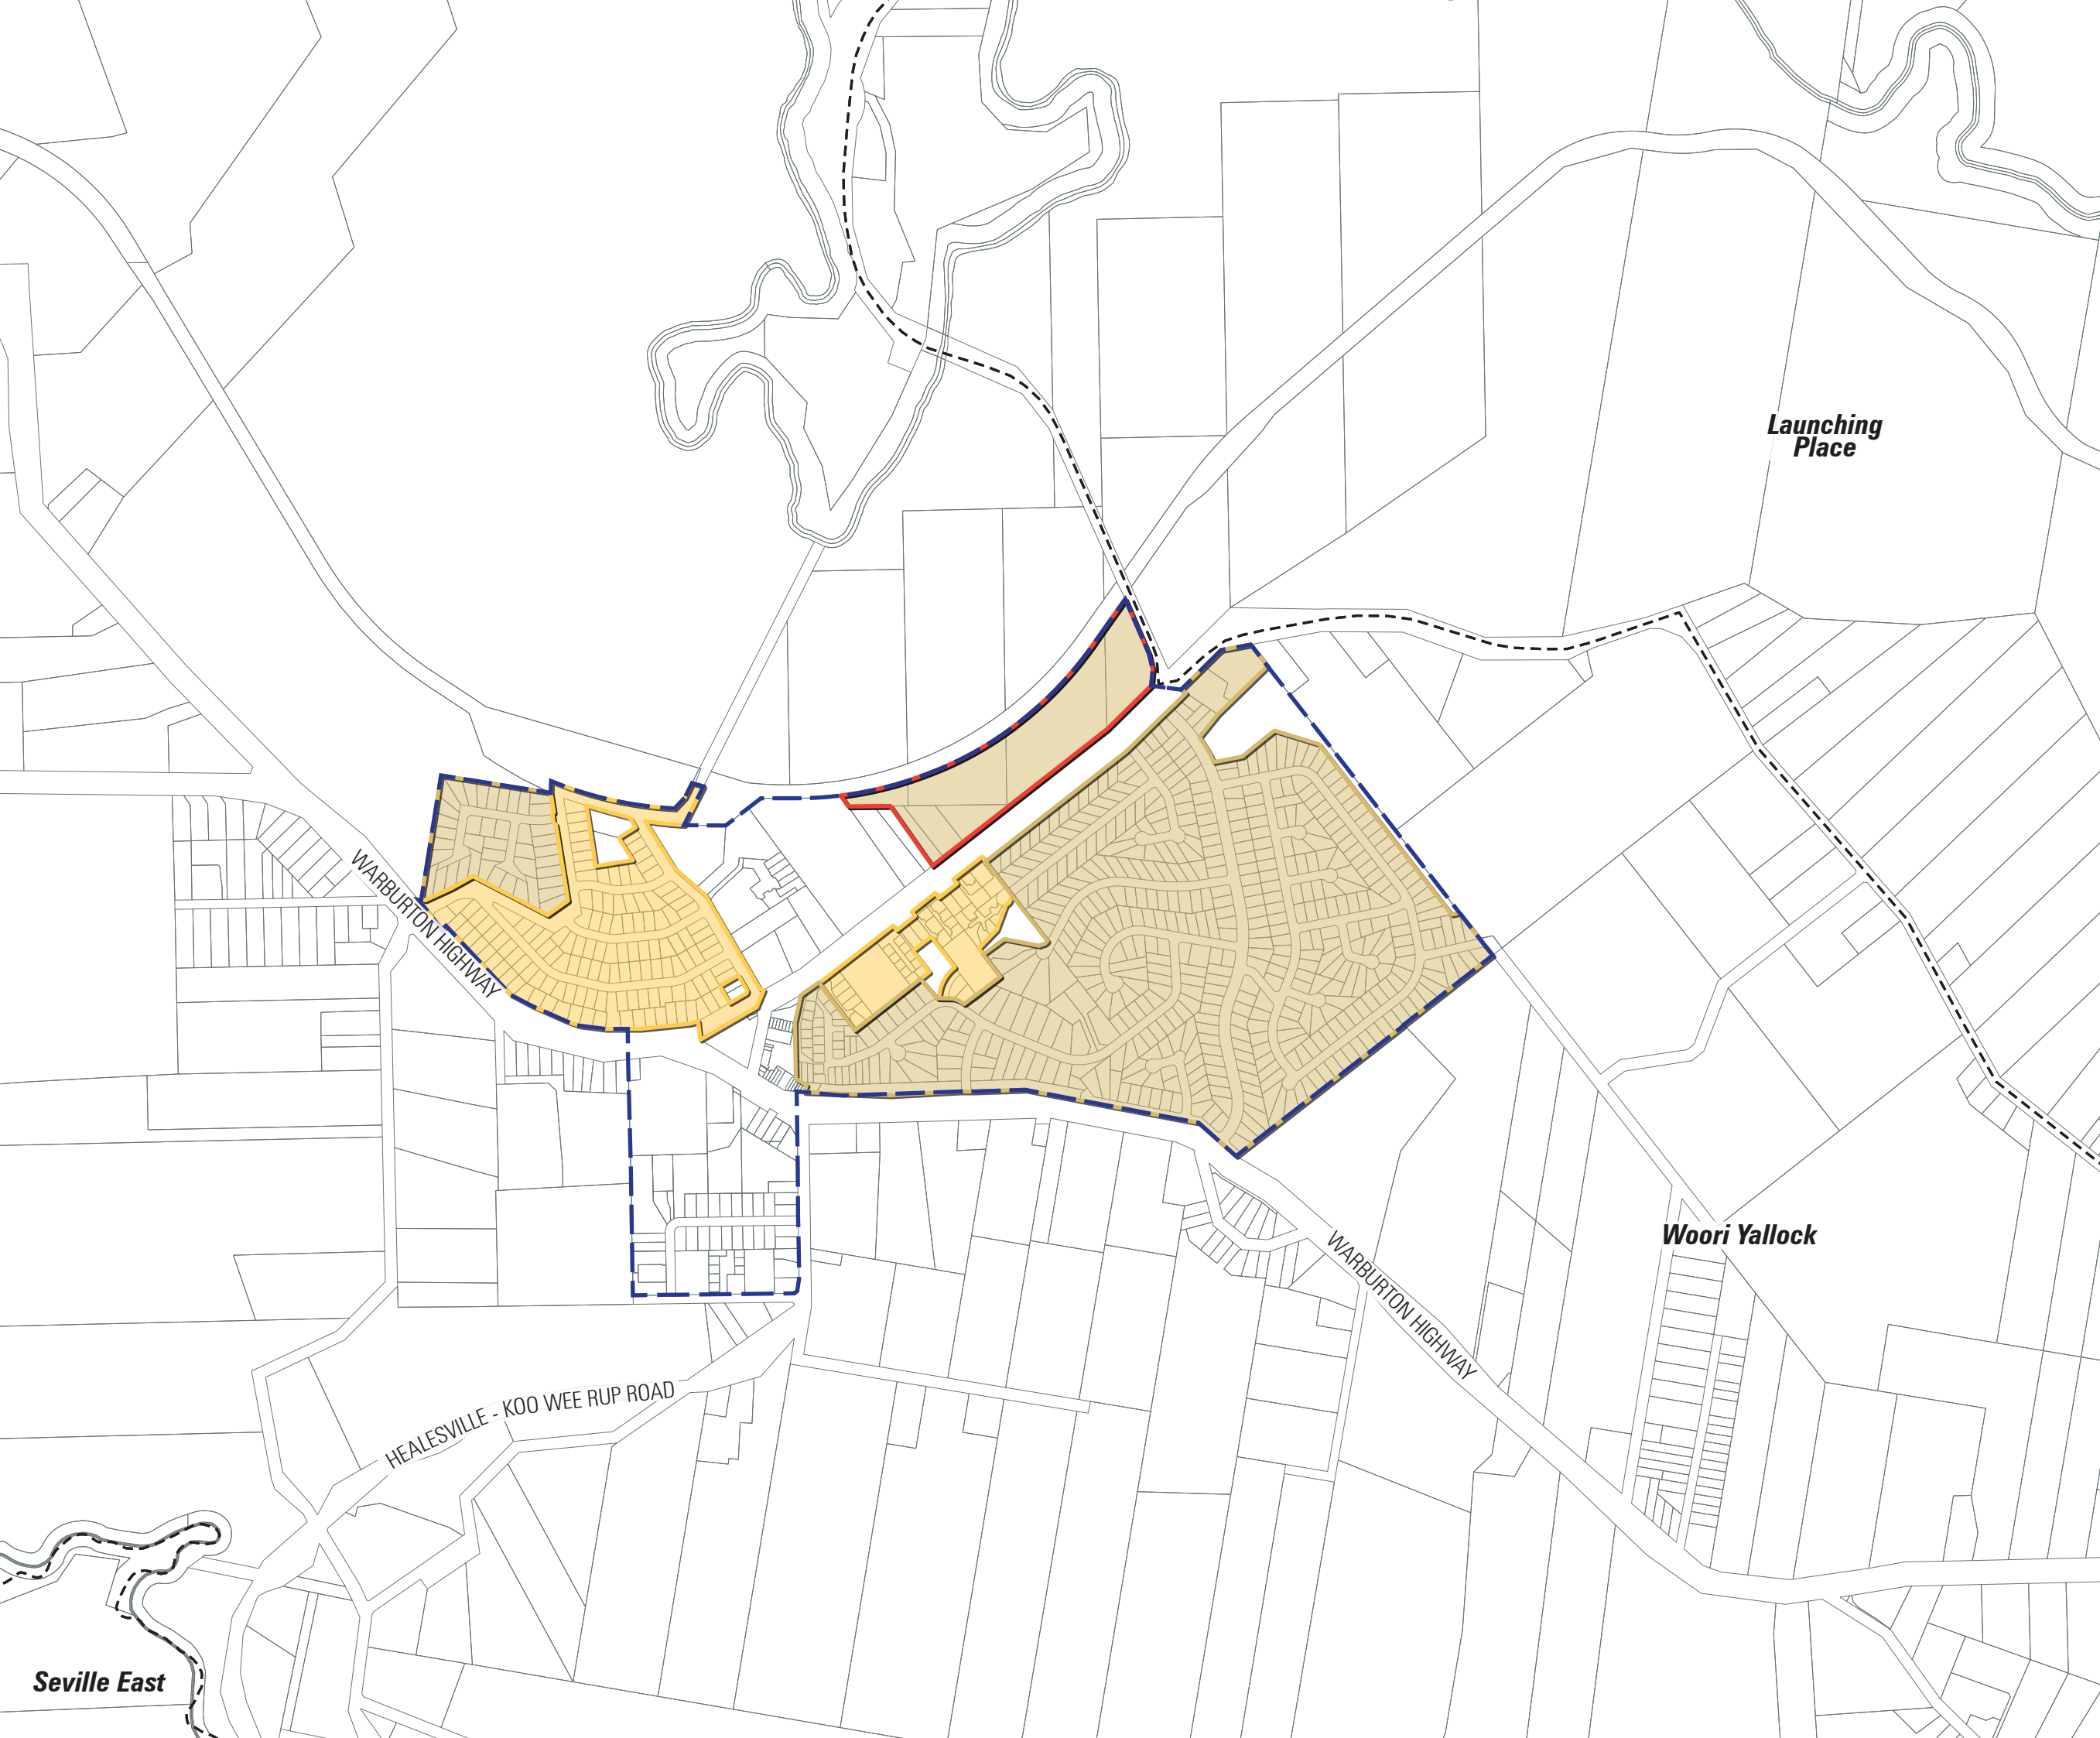 Launching
Place
WARBURTON HIGHWAY
Woori Yallock
WARBURTON HIGHWAY
HEALESVILLE - KOO WEE RUP ROAD
Seville East